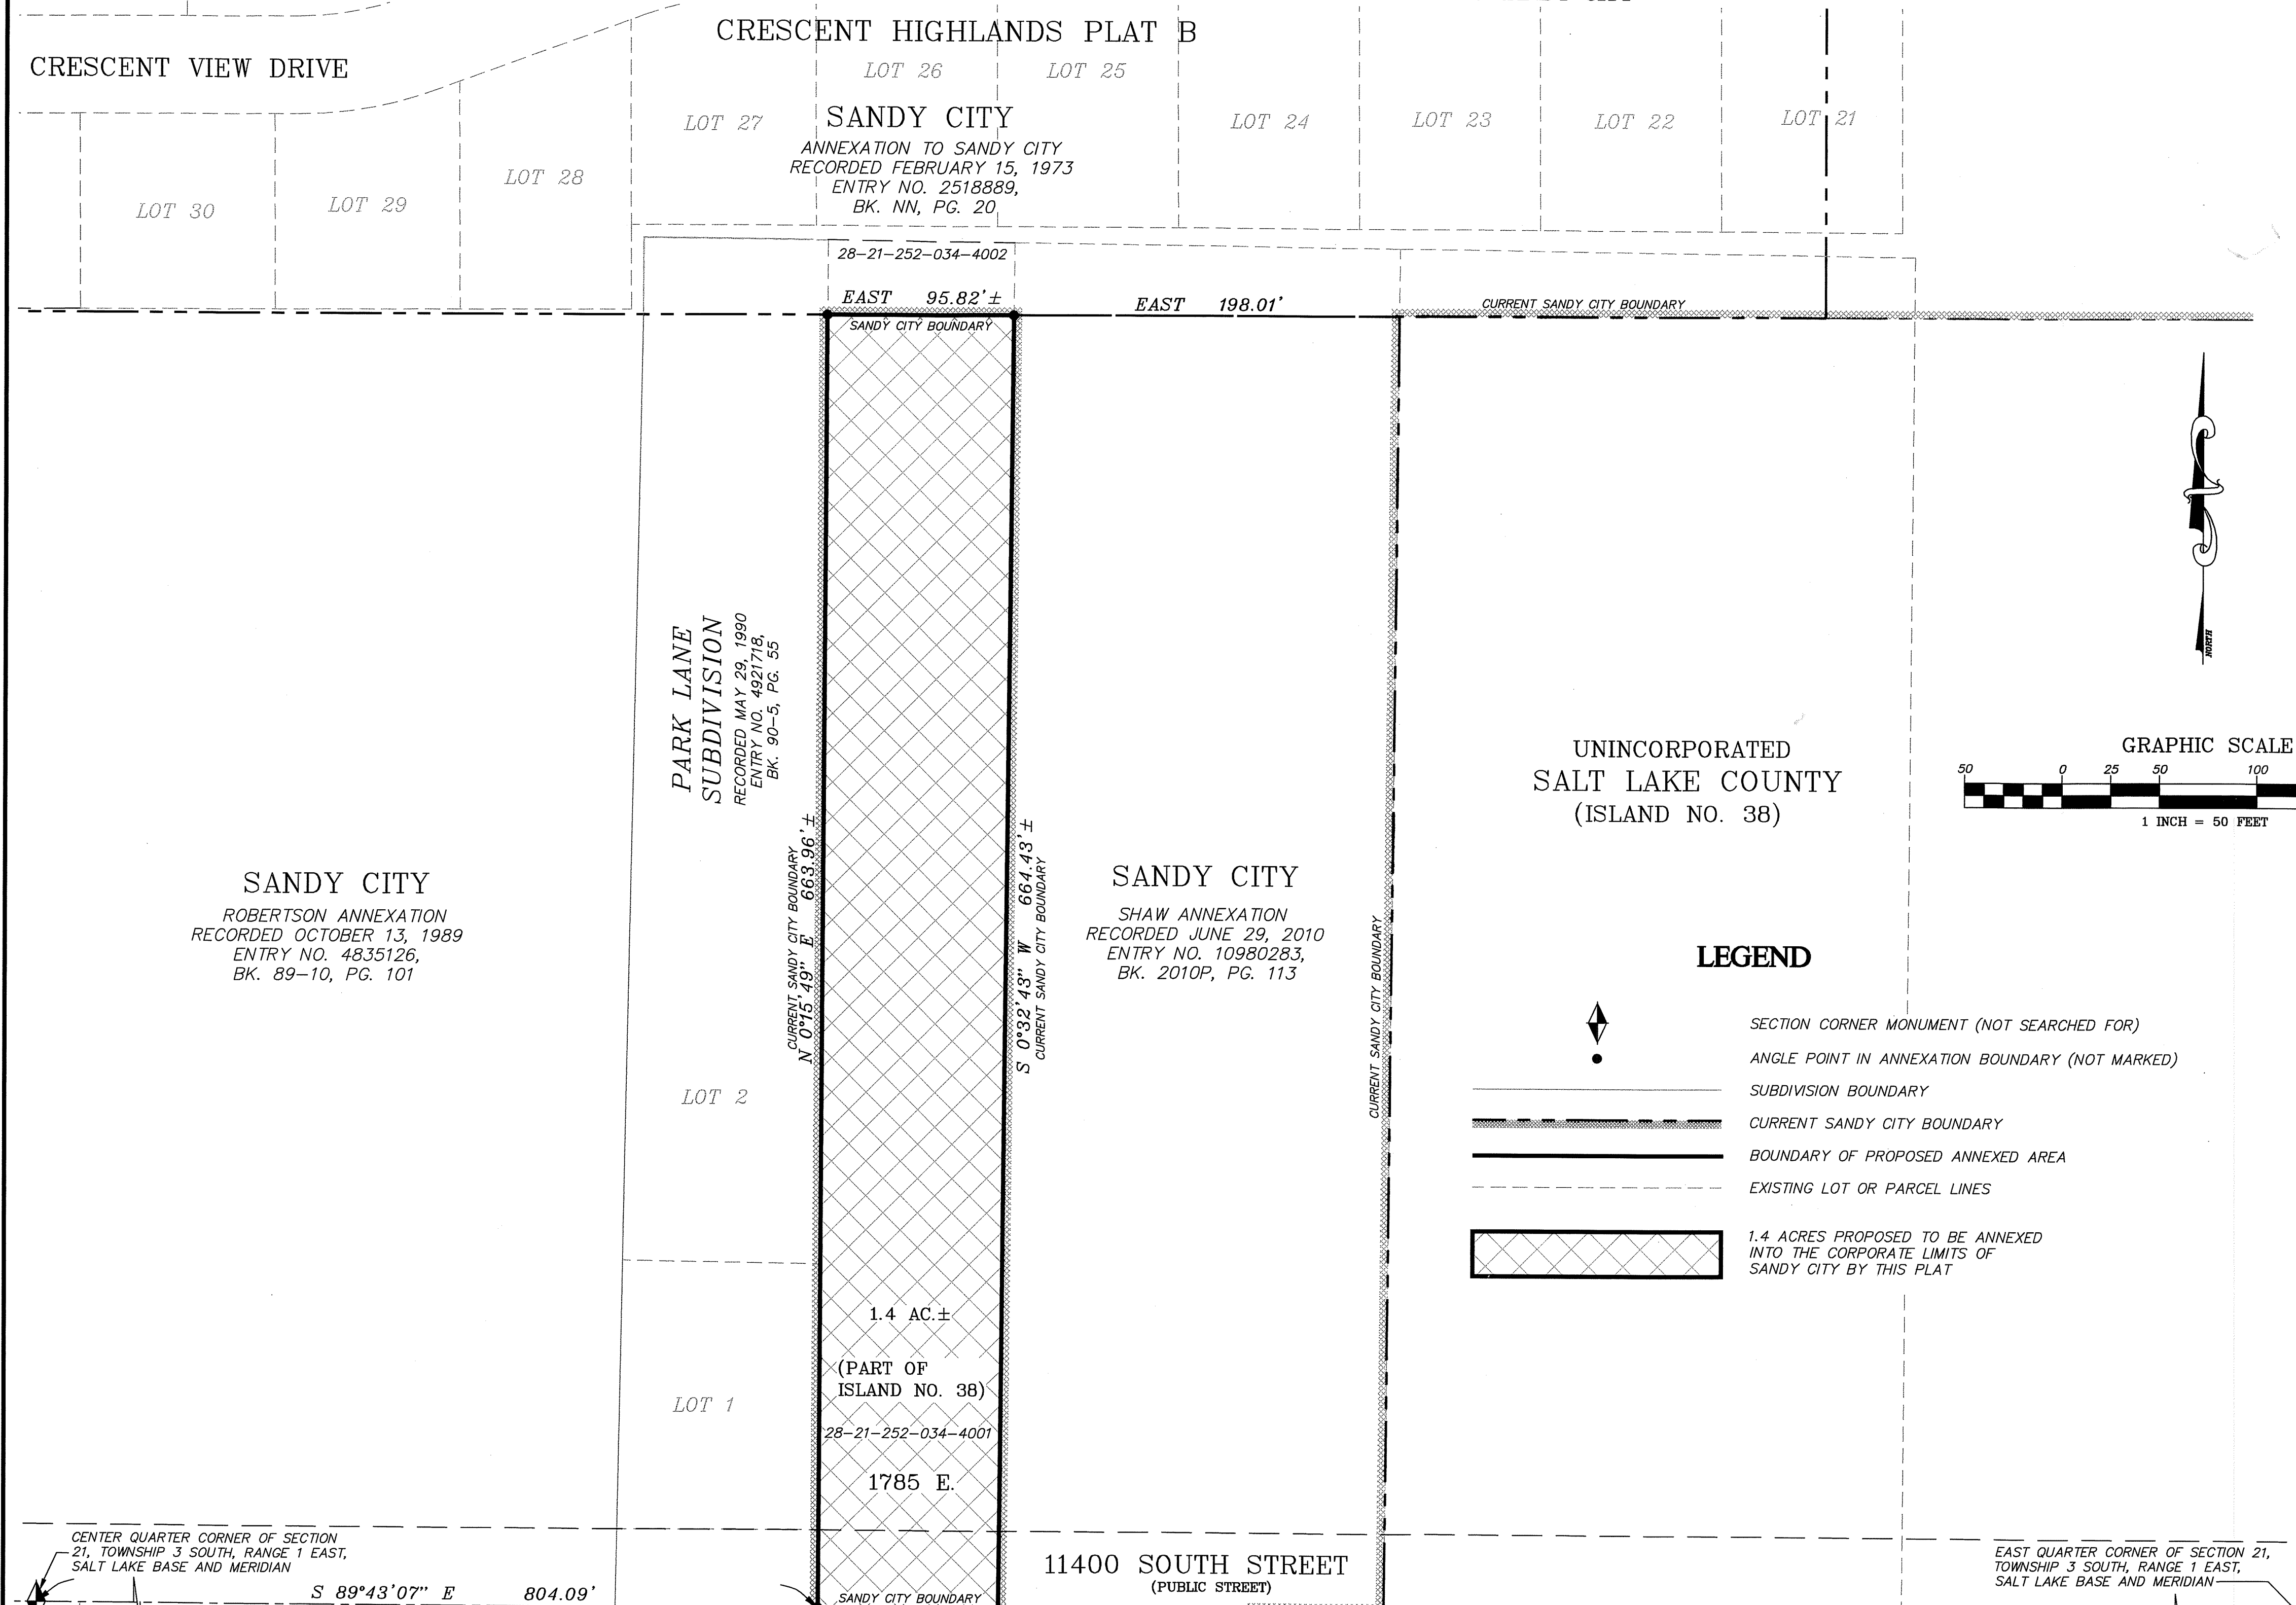 CRESCENT HIGHLANDS PLAT B
CRESCENT VIEW DRIVE
LOT 26
LOT 25
LOT 27
SANDY CITY
LOT 24
LOT 23
LOT 22
LOT 21
ANNEXATION TO SANDY CITY
RECORDED FEBRUARY 15, 1973
ENTRY NO. 2518889,
BK. NN, PG. 20
LOT 28
LOT 29
LOT 30
28-21-252-034-4002
EAST 95.82'±
EAST 198.01'
CURRENT SANDY CITY BOUNDARY
SANDY CITY BOUNDARY
PARK LANE
SUBDIVISION
RECORDED MAY 29, 1990
ENTRY NO. 4921718,
BK. 90-5, PG. 55
CURRENT SANDY CITY BOUNDARY
N 0°15'49" E 663.96'±
S 0°32'43" W 664.43'±
CURRENT SANDY CITY BOUNDARY
SANDY CITY
ROBERTSON ANNEXATION
RECORDED OCTOBER 13, 1989
ENTRY NO. 4835126,
BK. 89-10, PG. 101
SANDY CITY
SHAW ANNEXATION
RECORDED JUNE 29, 2010
ENTRY NO. 10980283,
BK. 2010P, PG. 113
CURRENT SANDY CITY BOUNDARY
UNINCORPORATED
SALT LAKE COUNTY
(ISLAND NO. 38)
NORTH
GRAPHIC SCALE
50 0 25 50 100
1 INCH = 50 FEET
LEGEND
SECTION CORNER MONUMENT (NOT SEARCHED FOR)
ANGLE POINT IN ANNEXATION BOUNDARY (NOT MARKED)
SUBDIVISION BOUNDARY
CURRENT SANDY CITY BOUNDARY
BOUNDARY OF PROPOSED ANNEXED AREA
EXISTING LOT OR PARCEL LINES
1.4 ACRES PROPOSED TO BE ANNEXED
INTO THE CORPORATE LIMITS OF
SANDY CITY BY THIS PLAT
LOT 2
LOT 1
1.4 AC.±
(PART OF
ISLAND NO. 38)
28-21-252-034-4001
1785 E.
CENTER QUARTER CORNER OF SECTION
21, TOWNSHIP 3 SOUTH, RANGE 1 EAST,
SALT LAKE BASE AND MERIDIAN
S 89°43'07" E 804.09'
SANDY CITY BOUNDARY
11400 SOUTH STREET
(PUBLIC STREET)
EAST QUARTER CORNER OF SECTION 21,
TOWNSHIP 3 SOUTH, RANGE 1 EAST,
SALT LAKE BASE AND MERIDIAN